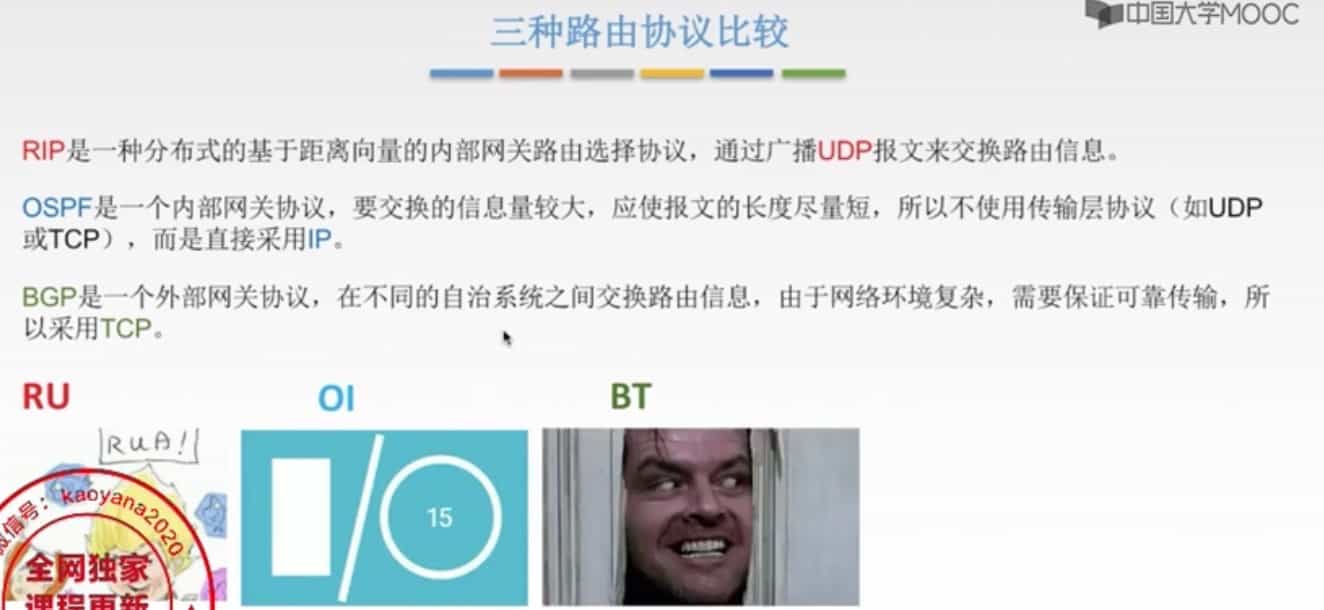 三种路由协议比较
中国大学MOOC
RIP是一种分布式的基于距离向量的内部网关路由选择协议，通过广播UDP报文来交换路由信息。
OSPF是一个内部网关协议，要交换的信息量较大，应使报文的长度尽量短，所以不使用传输层协议（如UDP
或TCP），而是直接采用IP。
BGP是一个外部网关协议，在不同的自治系统之间交换路由信息，由于网络环境复杂，需要保证可靠传输，所
以采用TCP。
RU
OI
BT
RUA!
15
微信号：kaoyana2020
全网独家
课程更新